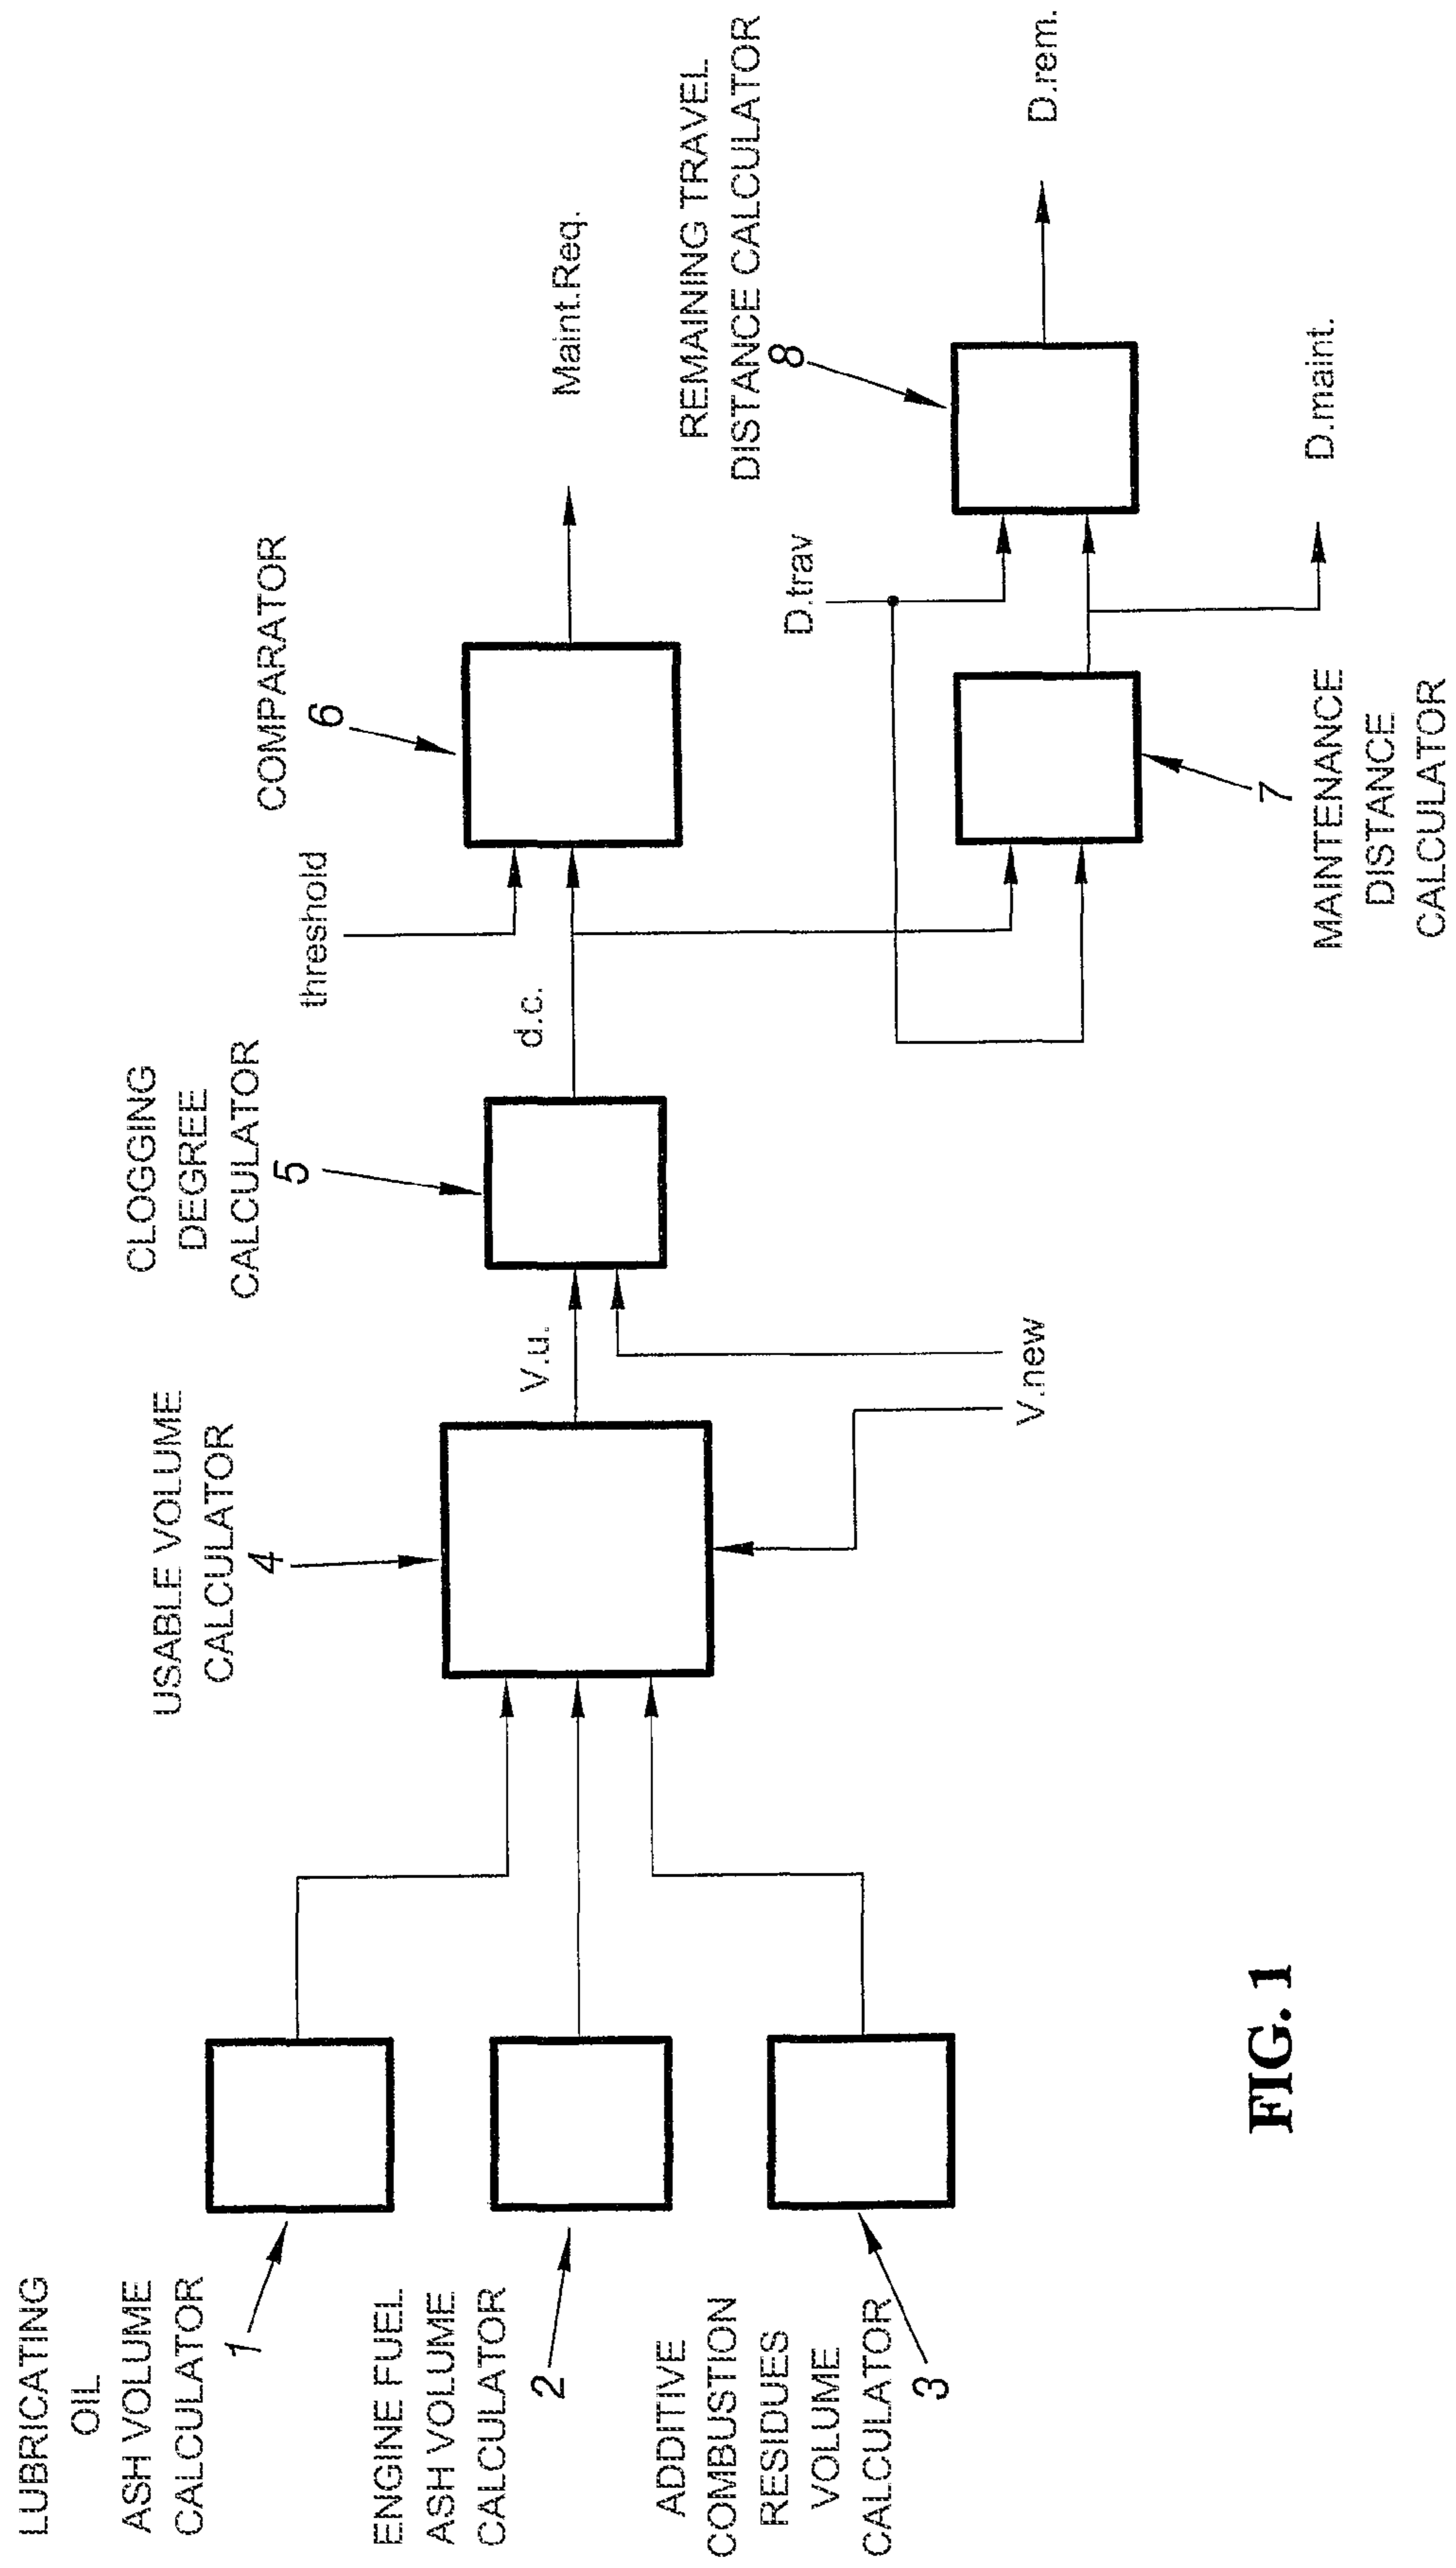 LUBRICATING
OIL
ASH VOLUME
CALCULATOR
1
ENGINE FUEL
ASH VOLUME
CALCULATOR
2
ADDITIVE
COMBUSTION
RESIDUES
VOLUME
CALCULATOR
3
USABLE VOLUME
CALCULATOR
4
V.u.
V.new
CLOGGING
DEGREE
CALCULATOR
5
d.c.
threshold
COMPARATOR
6
Maint.Req.
D.trav
MAINTENANCE
DISTANCE
CALCULATOR
7
REMAINING TRAVEL
DISTANCE CALCULATOR
8
D.maint.
D.rem.
FIG. 1